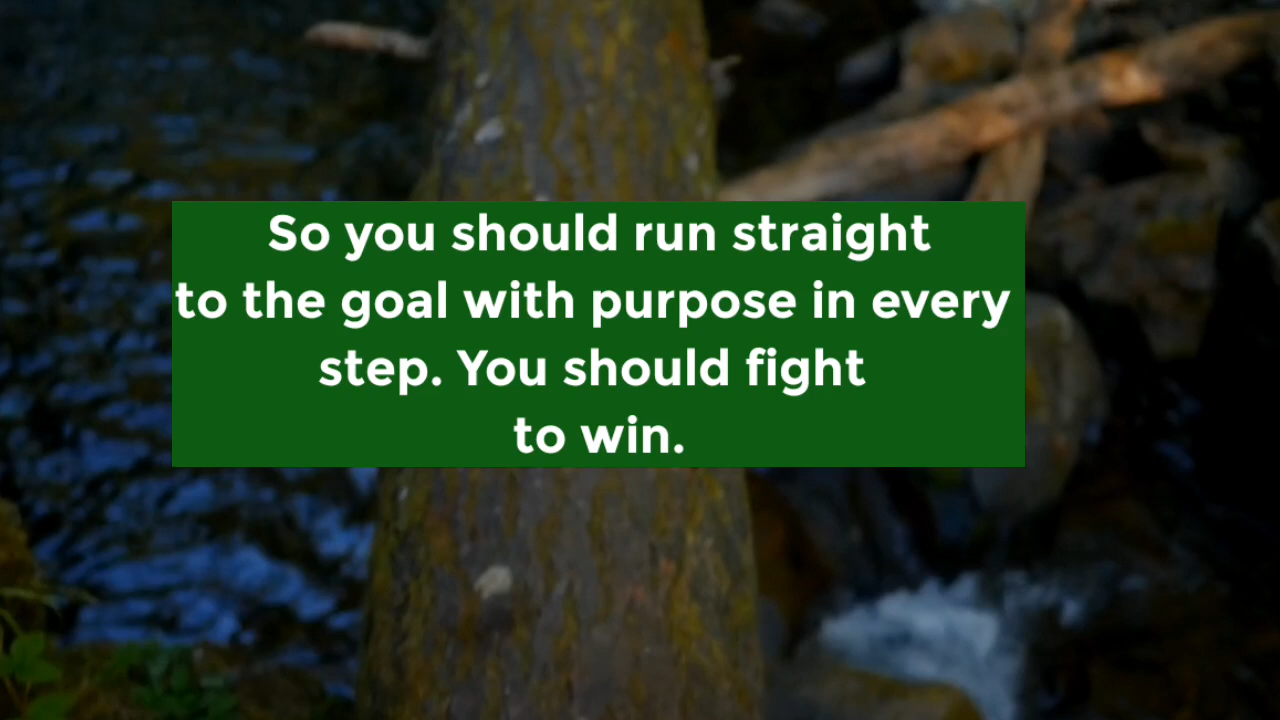 So you should run straight
to the goal with purpose in every
step. You should fight
to win.